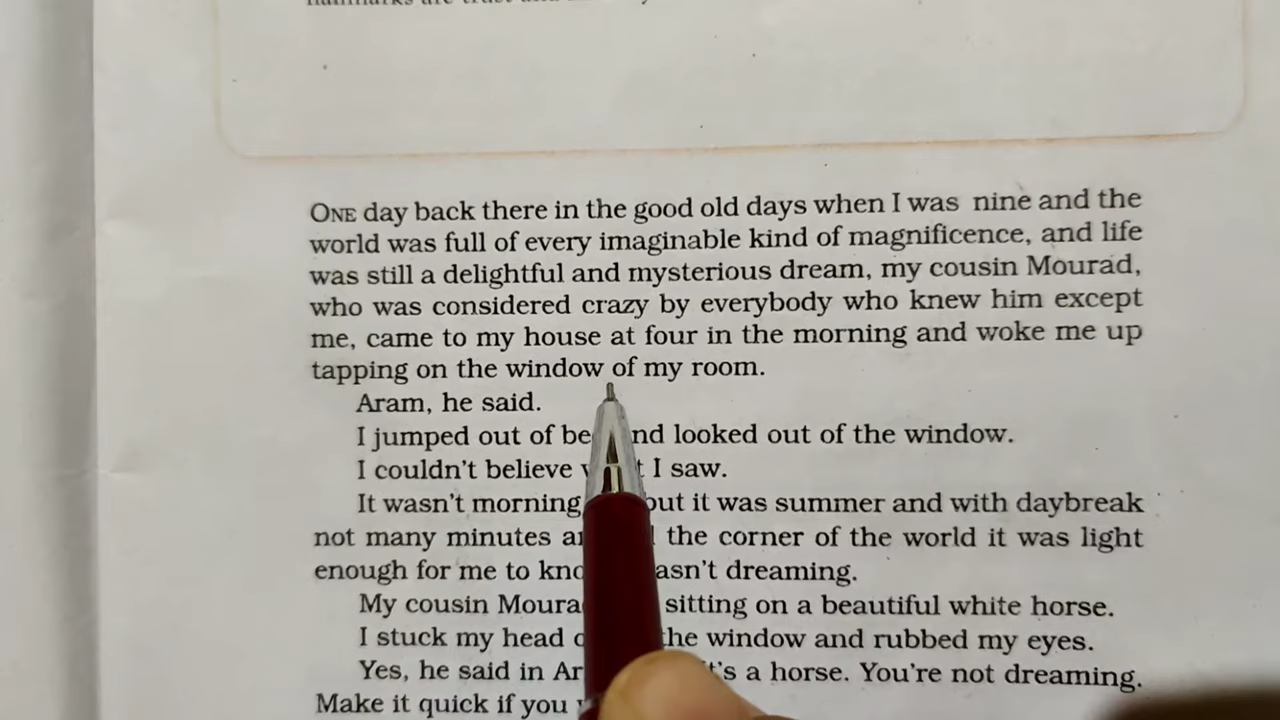 ONE day back there in the good old days when I was nine and the
world was full of every imaginable kind of magnificence, and life
was still a delightful and mysterious dream, my cousin Mourad,
who was considered crazy by everybody who knew him except
me, came to my house at four in the morning and woke me up
tapping on the window of my room.
Aram, he said.
I jumped out of and looked out of the window.
I couldn't believe I saw.
It wasn't morning but it was summer and with daybreak
not many minutes the corner of the world it was light
enough for me to dreaming.
My cousin sitting on a beautiful white horse.
I stuck my head the window and rubbed my eyes.
Yes, he said in it's a horse. You're not dreaming.
Make it quick if you